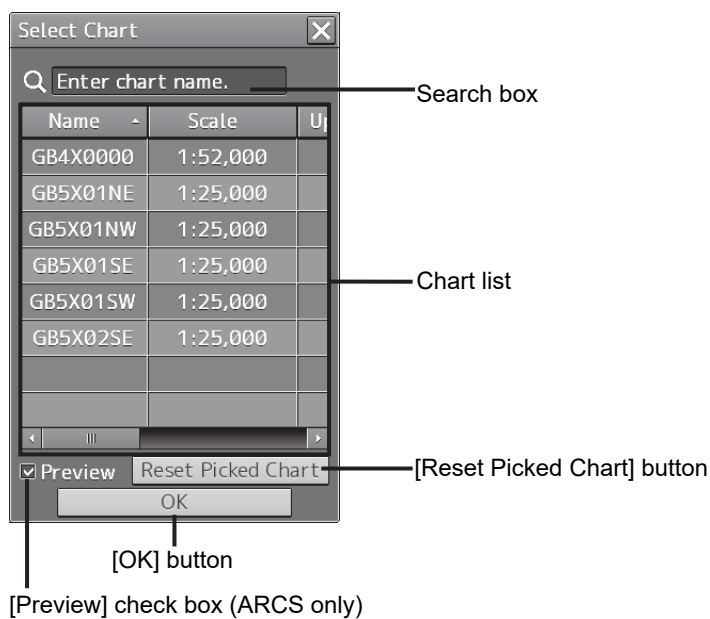 Select Chart
Enter chart name.
Search box
Name Scale Up
GB4X0000 1:52,000
GB5X01NE 1:25,000
GB5X01NW 1:25,000
GB5X01SE 1:25,000
Chart list
GB5X01SW 1:25,000
GB5X02SE 1:25,000
Preview Reset Picked Chart
[Reset Picked Chart] button
OK
[OK] button
[Preview] check box (ARCS only)